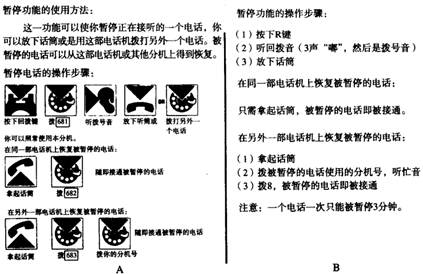 暂停功能的使用方法：
这一功能可以使你暂停正在接听的一个电话，你
可以放下话筒或是用这部电话机拨打另外一个电话。被
暂停的电话可以从这部电话机或其他分机上得到恢复。
暂停电话的操作步骤：
或
按下回拨键 拨681 听拨号音 放下听筒或 拨打另外一
个电话
你可以照常使用本分机。
在同一部电话机上恢复被暂停的电话：
随即接通被暂停的电话
拿起话筒 拨682
在另外一部电话机上恢复被暂停的电话：
随即接通被暂停的电话
拿起话筒 拨683 拨你的分机号
A
暂停功能的操作步骤：
(1) 按下R键
(2) 听回拨音（3声“嘟”，然后是拨号音）
(3) 放下话筒
在同一部电话机上恢复被暂停的电话：
只需拿起话筒，被暂停的电话即被接通。
在另外一部电话机上恢复被暂停的电话：
(1) 拿起话筒
(2) 拨被暂停的电话使用的分机号，听忙音
(3) 拨8，被暂停的电话即被接通
注意：一个电话一次只能被暂停3分钟。
B